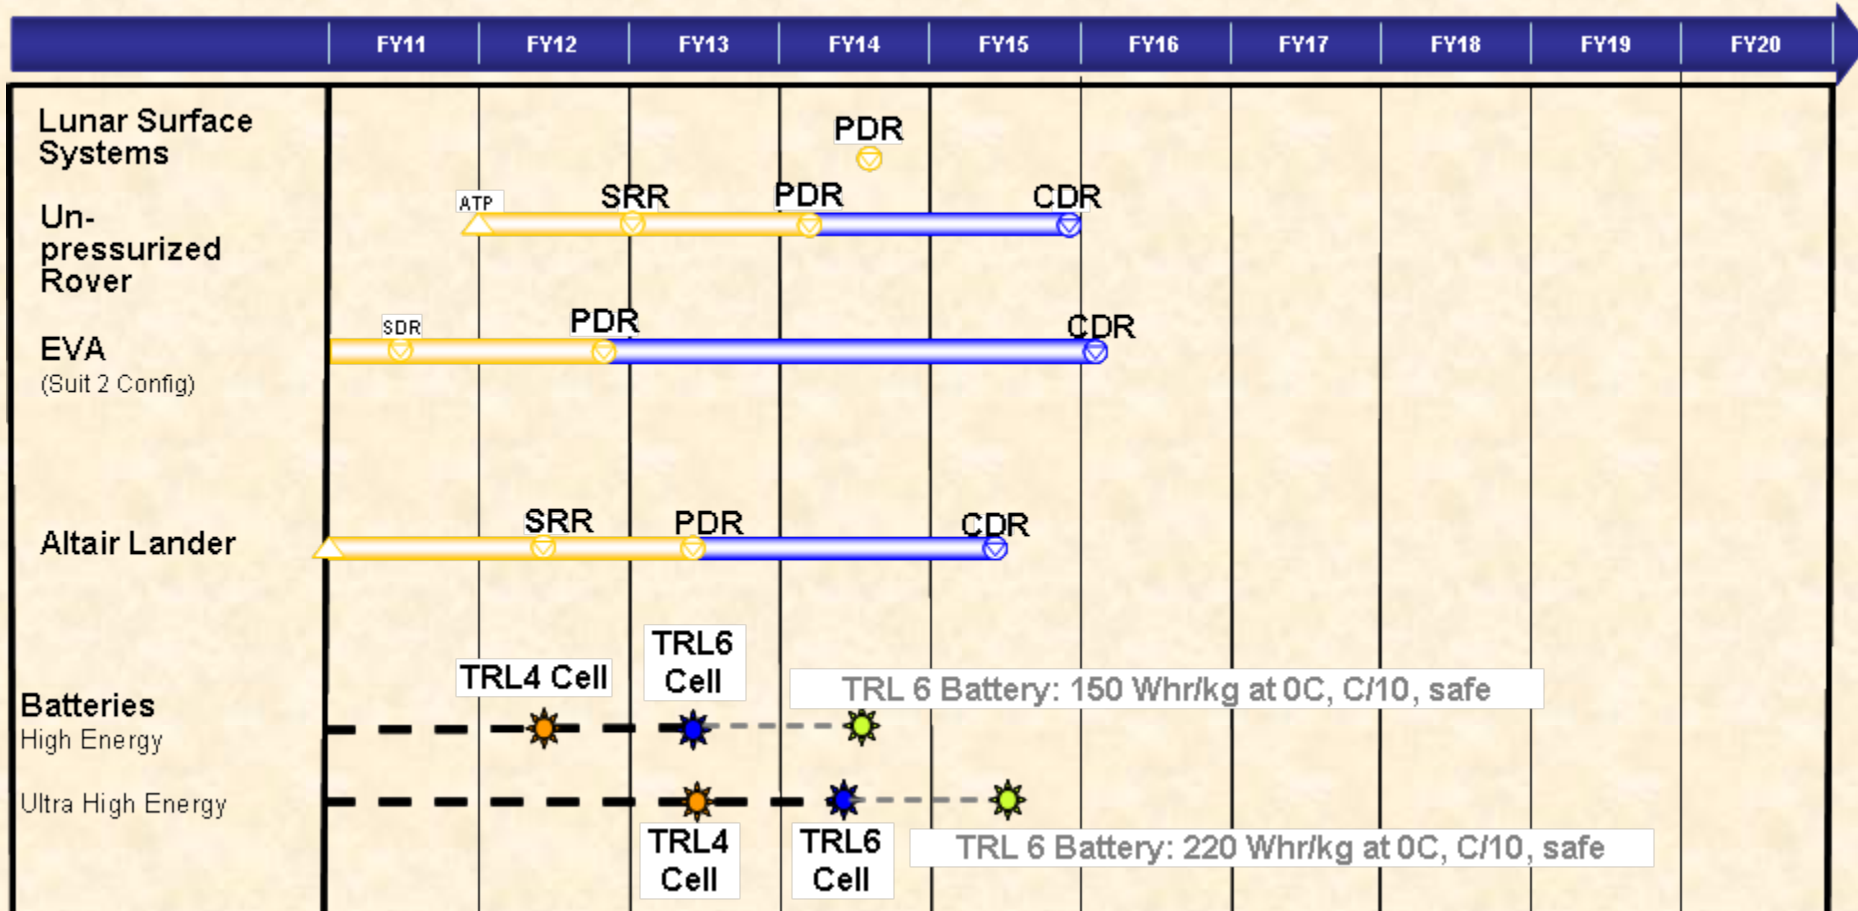 FY11 FY12 FY13 FY14 FY15 FY16 FY17 FY18 FY19 FY20
Lunar Surface
Systems
PDR
Un-
pressurized
Rover
ATP SRR PDR CDR
EVA
(Suit 2 Config)
SDR PDR CDR
Altair Lander
SRR PDR CDR
Batteries
High Energy
TRL4 Cell
TRL6
Cell
TRL 6 Battery: 150 Whr/kg at 0C, C/10, safe
Ultra High Energy
TRL4
Cell
TRL6
Cell
TRL 6 Battery: 220 Whr/kg at 0C, C/10, safe